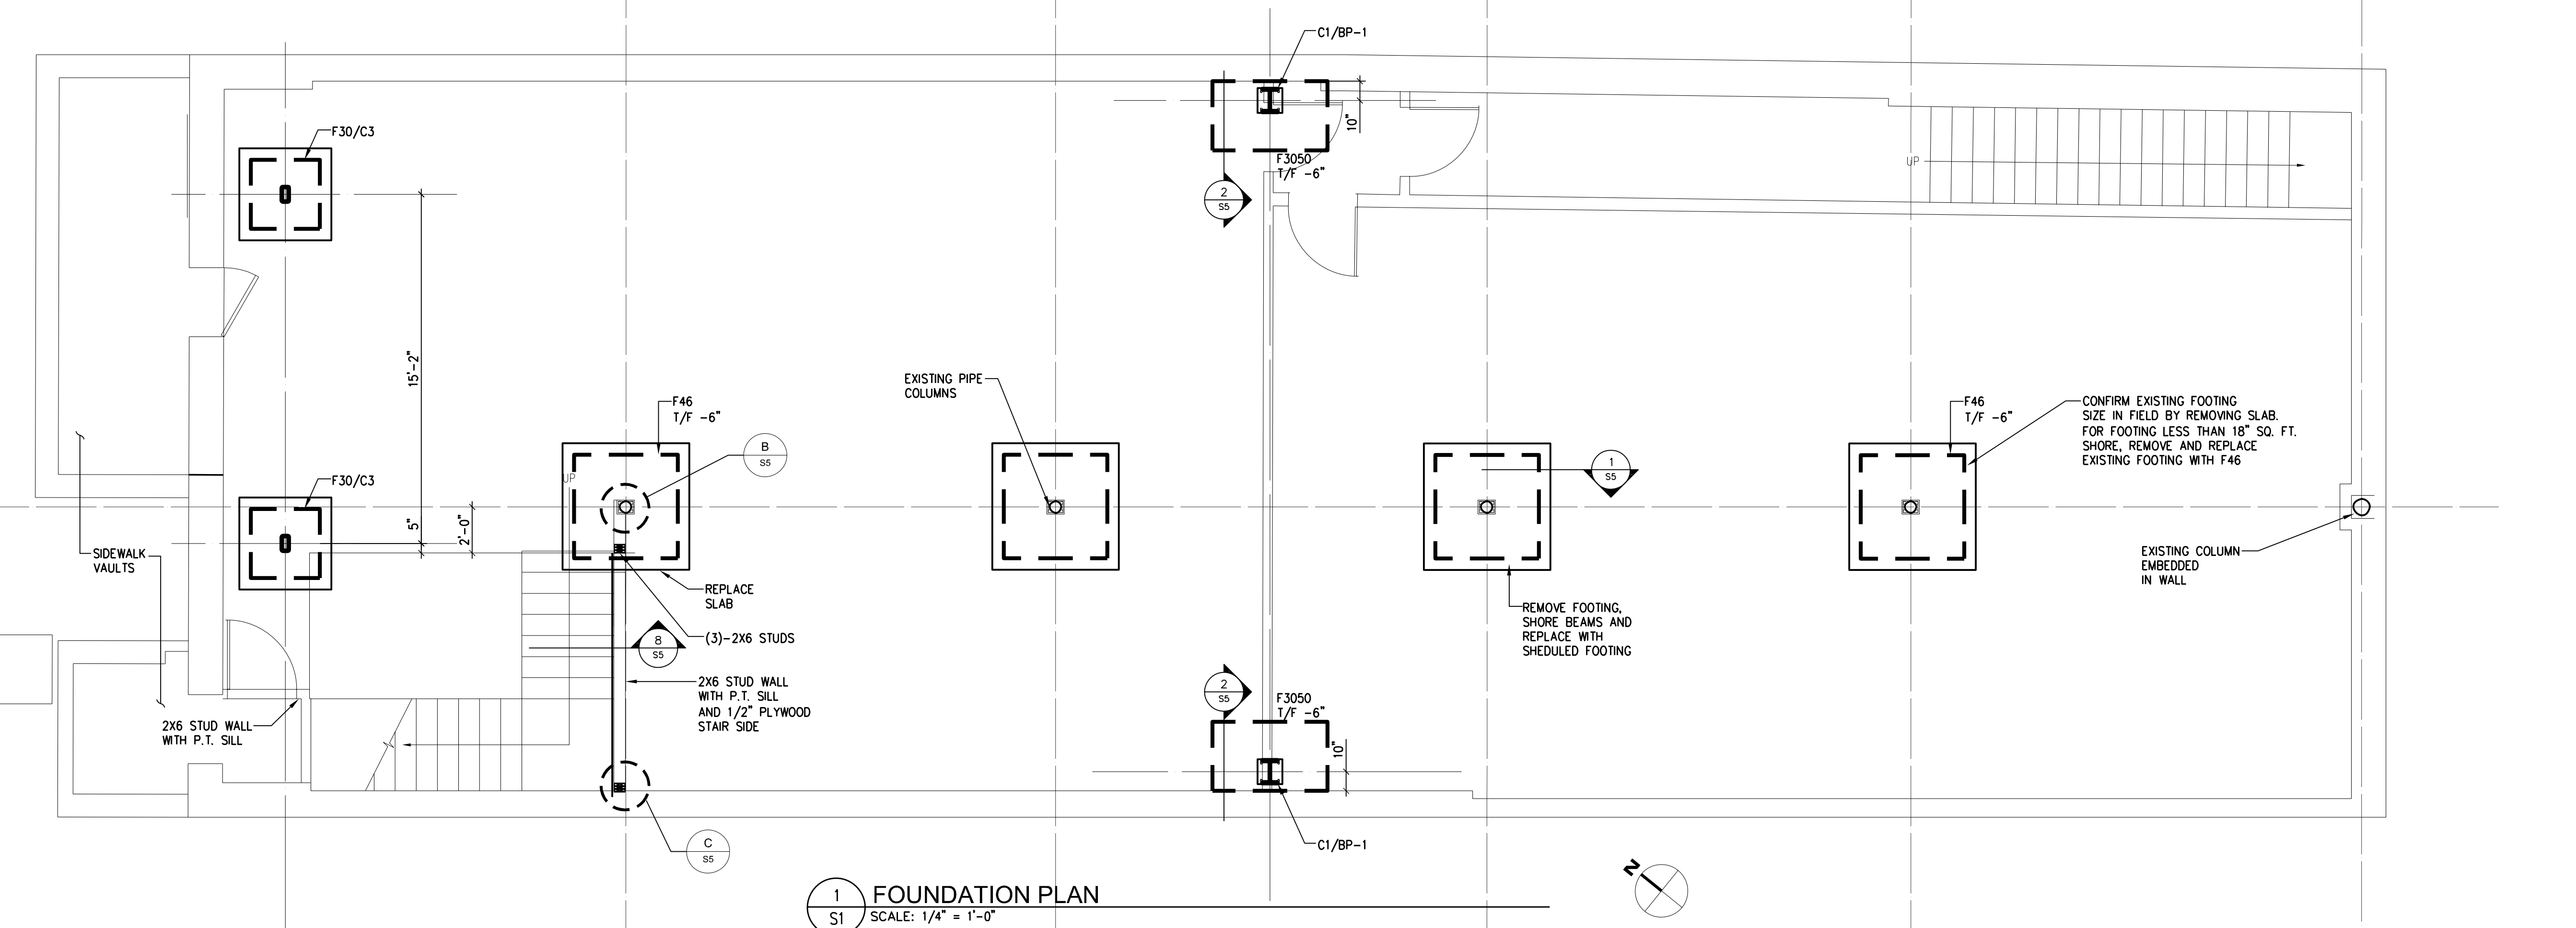 C1/BP-1
F30/C3
10"
F3050
T/F -6"
UP
2
S5
15'-2"
EXISTING PIPE
COLUMNS
F46
T/F -6"
B
S5
UP
1
S5
F46
T/F -6"
CONFIRM EXISTING FOOTING
SIZE IN FIELD BY REMOVING SLAB.
FOR FOOTING LESS THAN 18" SQ. FT.
SHORE, REMOVE AND REPLACE
EXISTING FOOTING WITH F46
F30/C3
5"
2'-0"
SIDEWALK
VAULTS
EXISTING COLUMN
EMBEDDED
IN WALL
REPLACE
SLAB
REMOVE FOOTING,
SHORE BEAMS AND
REPLACE WITH
SHEDULED FOOTING
(3)-2X6 STUDS
8
S5
2X6 STUD WALL
WITH P.T. SILL
AND 1/2" PLYWOOD
STAIR SIDE
2
S5
F3050
T/F -6"
2X6 STUD WALL
WITH P.T. SILL
10"
C
S5
C1/BP-1
N
1
S1
FOUNDATION PLAN
SCALE: 1/4" = 1'-0"